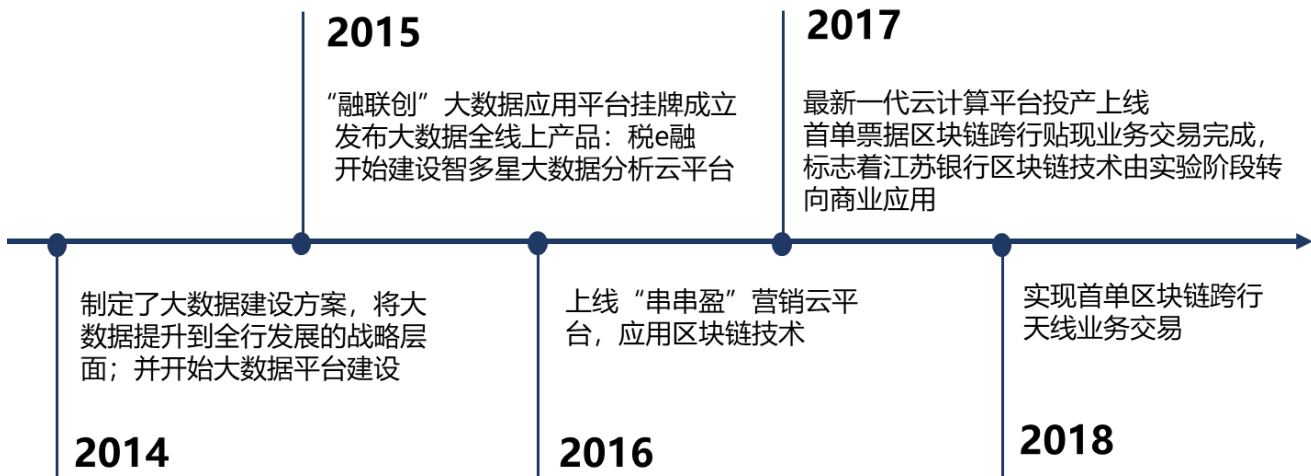 2015
“融联创”大数据应用平台挂牌成立
发布大数据全线上产品：税e融
开始建设智多星大数据分析云平台
2017
最新一代云计算平台投产上线
首单票据区块链跨行贴现业务交易完成，
标志着江苏银行区块链技术由实验阶段转
向商业应用
制定了大数据建设方案，将大
数据提升到全行发展的战略层
面；并开始大数据平台建设
2014
上线“串串盈”营销云平
台，应用区块链技术
2016
实现首单区块链跨行
天线业务交易
2018